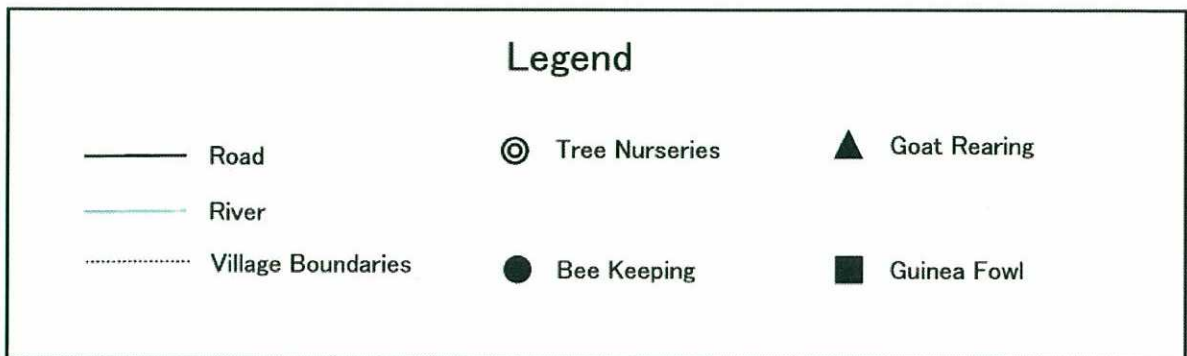 Legend
Road
River
Village Boundaries
Tree Nurseries
Bee Keeping
Goat Rearing
Guinea Fowl